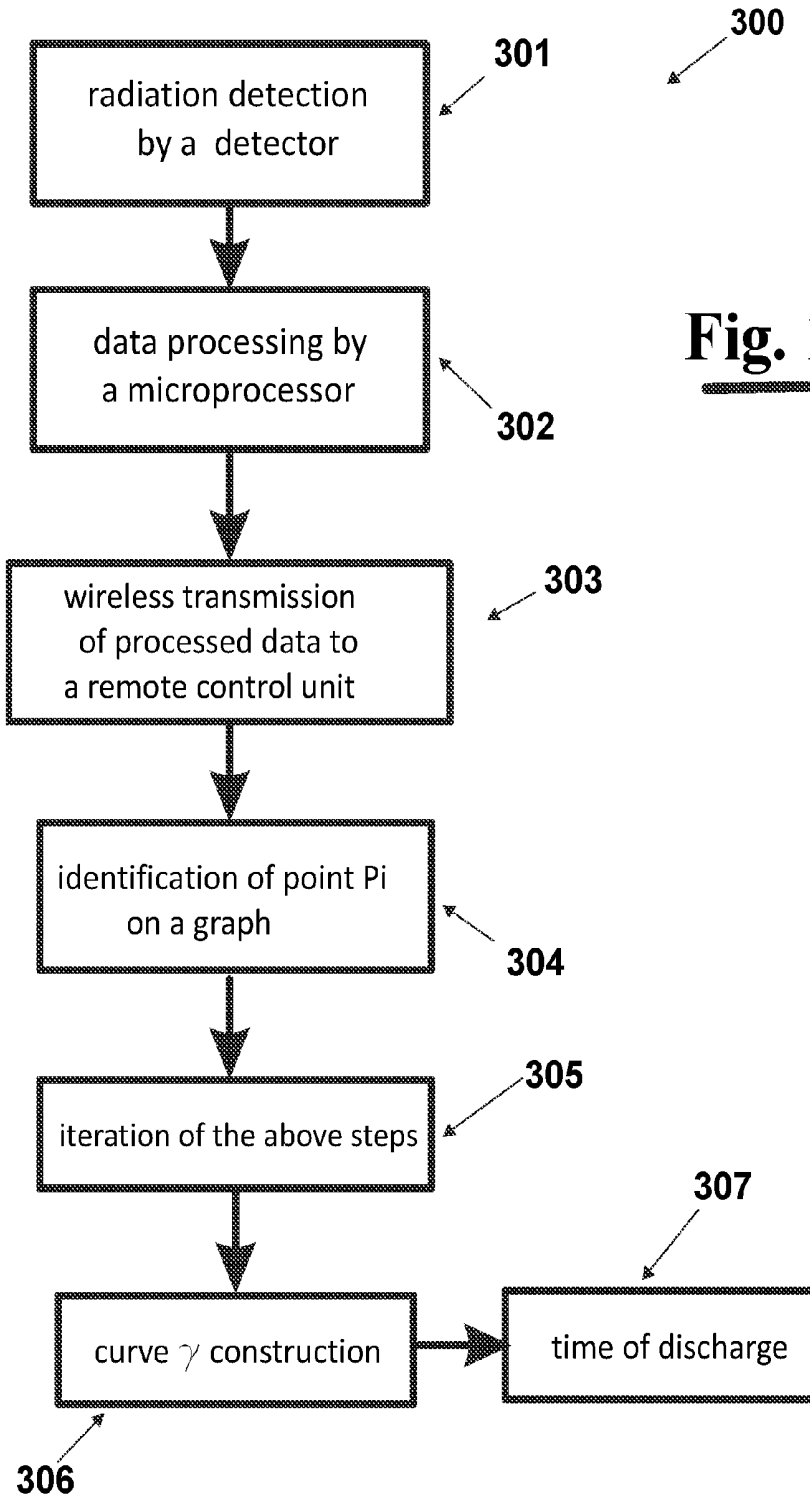 300
301
radiation detection
by a detector
data processing by
a microprocessor
Fig.
302
303
wireless transmission
of processed data to
a remote control unit
identification of point Pi
on a graph
304
305
iteration of the above steps
307
curve γ construction
time of discharge
306